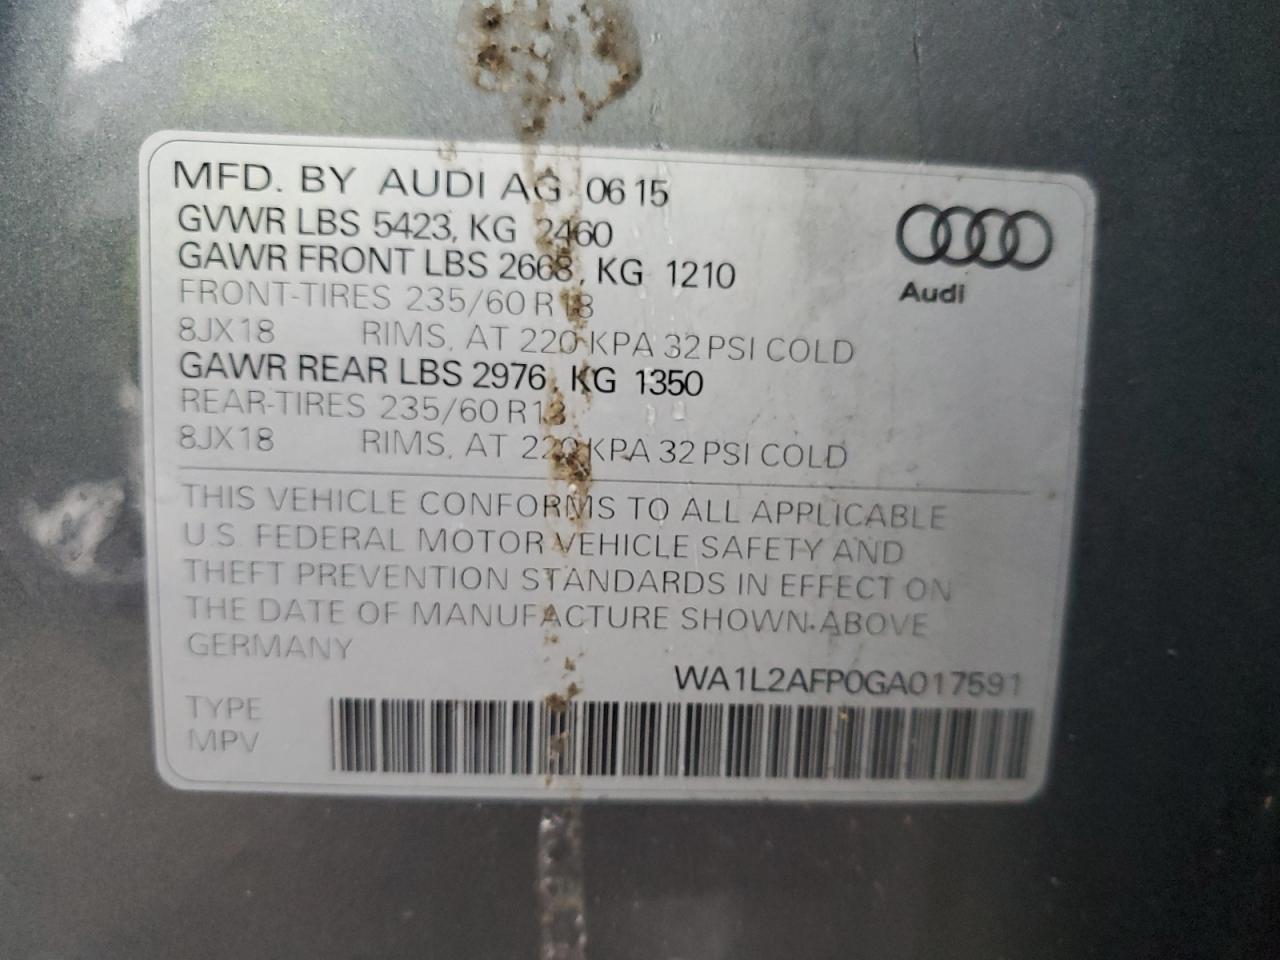 MFD. BY AUDI AG 06 15
GVWR LBS 5423, KG 2460
GAWR FRONT LBS 2668, KG 1210
FRONT-TIRES 235/60 R18
8JX18 RIMS, AT 220 KPA 32 PSI COLD
GAWR REAR LBS 2976, KG 1350
REAR-TIRES 235/60 R18
8JX18 RIMS, AT 220 KPA 32 PSI COLD
Audi
THIS VEHICLE CONFORMS TO ALL APPLICABLE
U.S. FEDERAL MOTOR VEHICLE SAFETY AND
THEFT PREVENTION STANDARDS IN EFFECT ON
THE DATE OF MANUFACTURE SHOWN ABOVE
GERMANY
WA1L2AFP0GA017591
TYPE
MPV